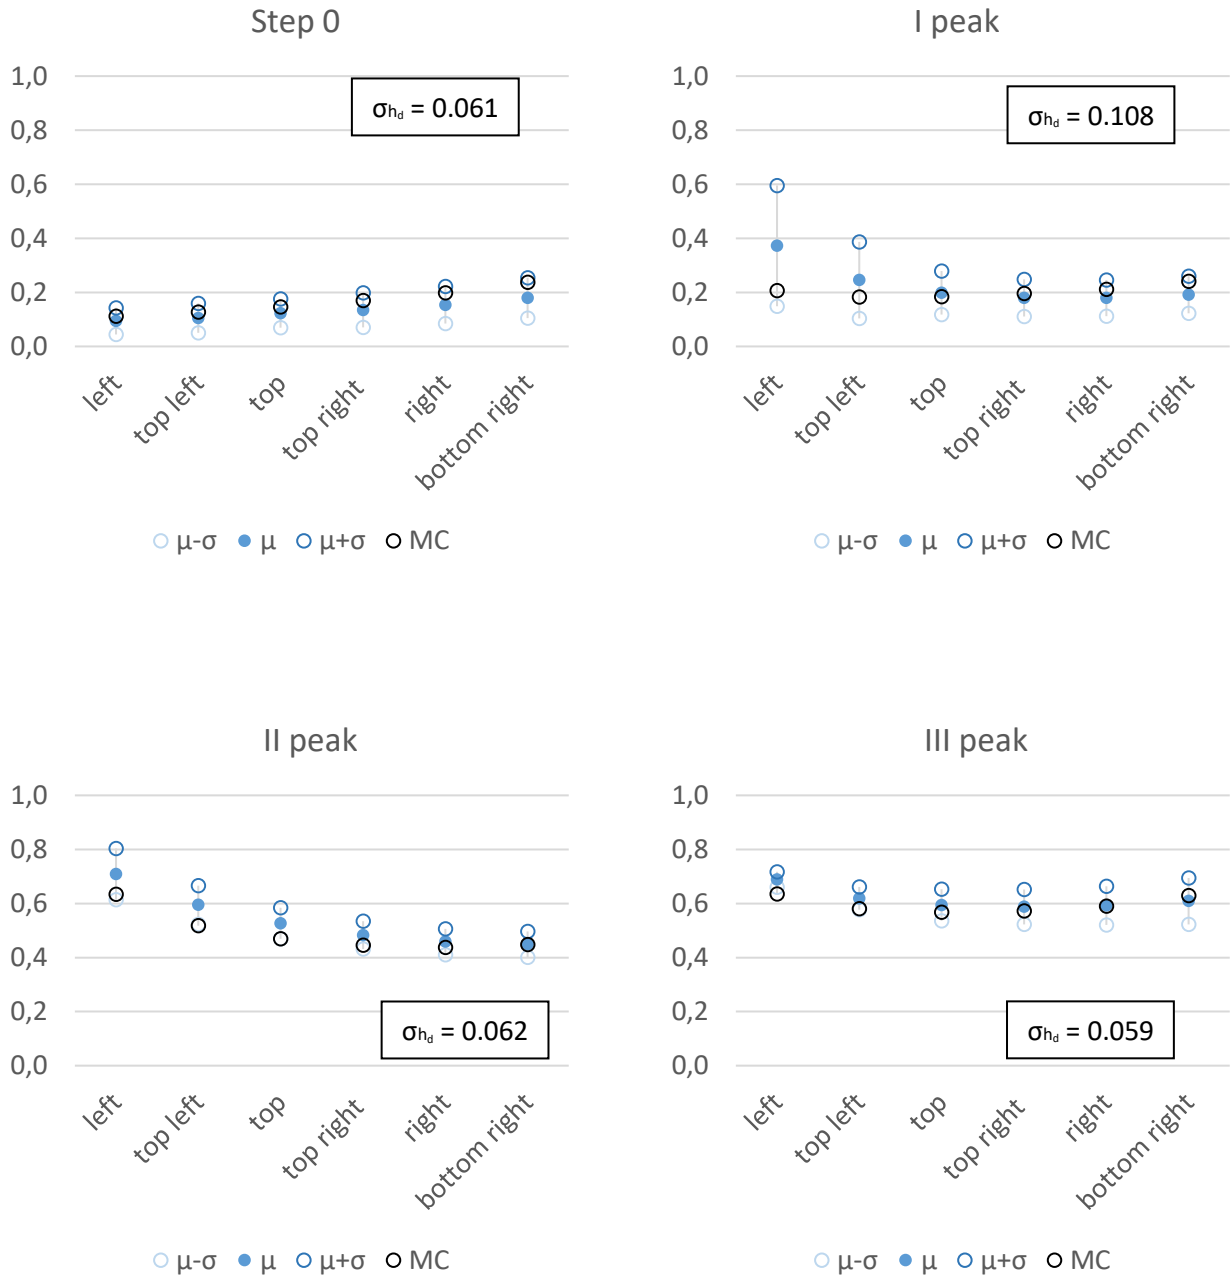 Step 0
1,0
0,8
0,6
0,4
0,2
0,0
σhd = 0.061
left
top left
top
top right
right
bottom right
μ-σ μ μ+σ MC
I peak
1,0
0,8
0,6
0,4
0,2
0,0
σhd = 0.108
left
top left
top
top right
right
bottom right
μ-σ μ μ+σ MC
II peak
1,0
0,8
0,6
0,4
0,2
0,0
σhd = 0.062
left
top left
top
top right
right
bottom right
μ-σ μ μ+σ MC
III peak
1,0
0,8
0,6
0,4
0,2
0,0
σhd = 0.059
left
top left
top
top right
right
bottom right
μ-σ μ μ+σ MC